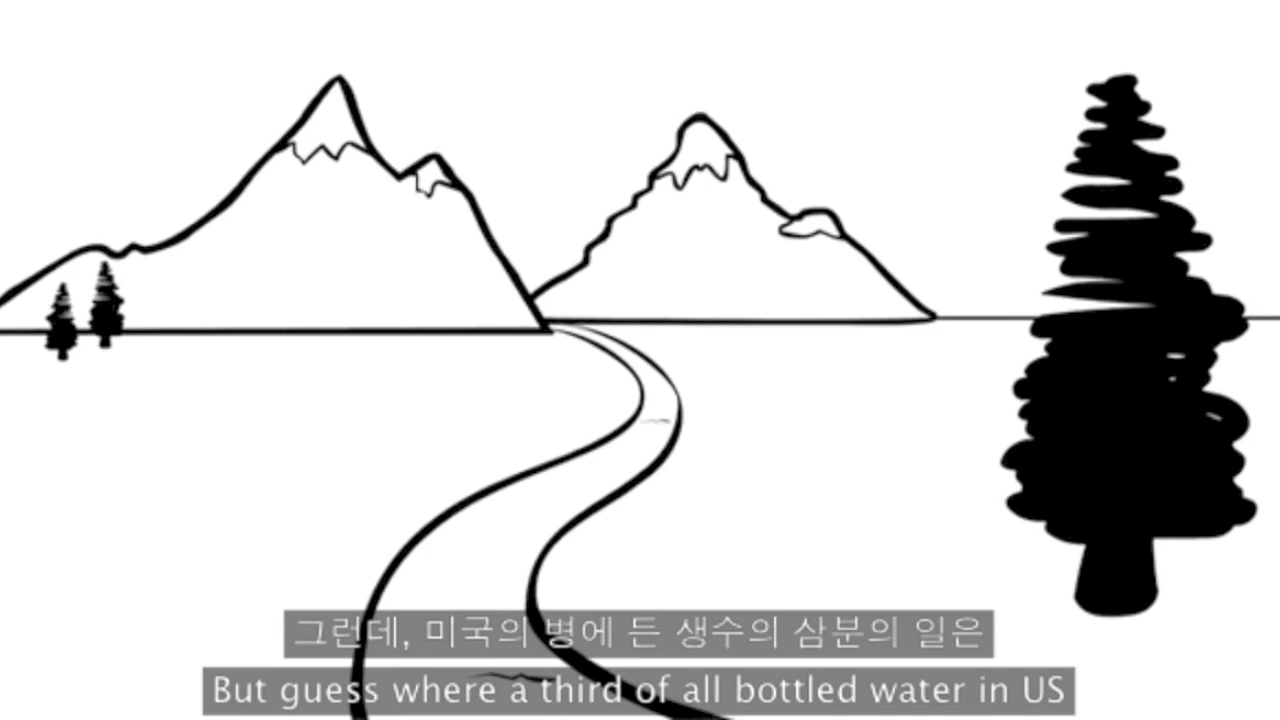 그런데, 미국의 병에 든 생수의 삼분의 일은
But guess where a third of all bottled water in US